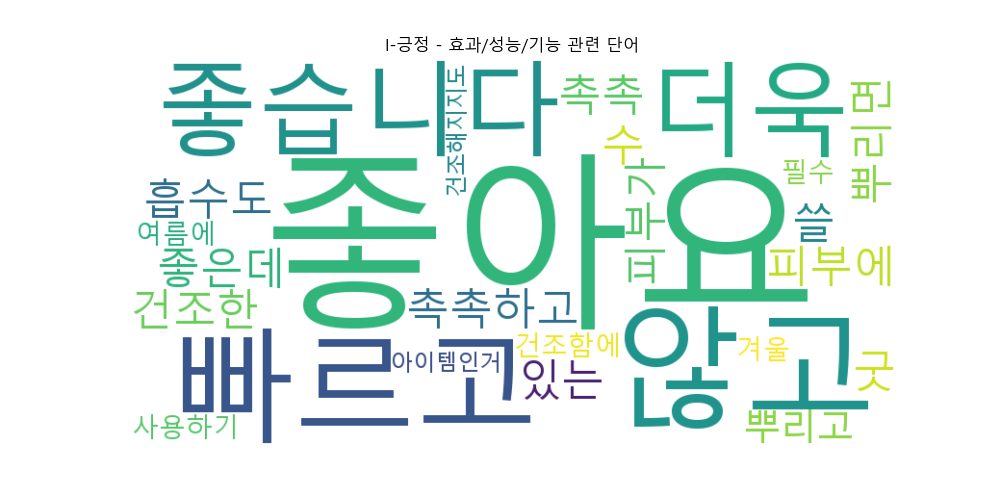 I-긍정 - 효과/성능/기능 관련 단어
좋습니다
건조해지지도
촉촉
더욱
뿌리면
수
흡수도
좋아요
피부가
필수
쓸
여름에
좋은데
피부에
건조한
촉촉하고
빠르고
아이템인거
건조함에
있는
않고
겨울
굿
사용하기
뿌리고